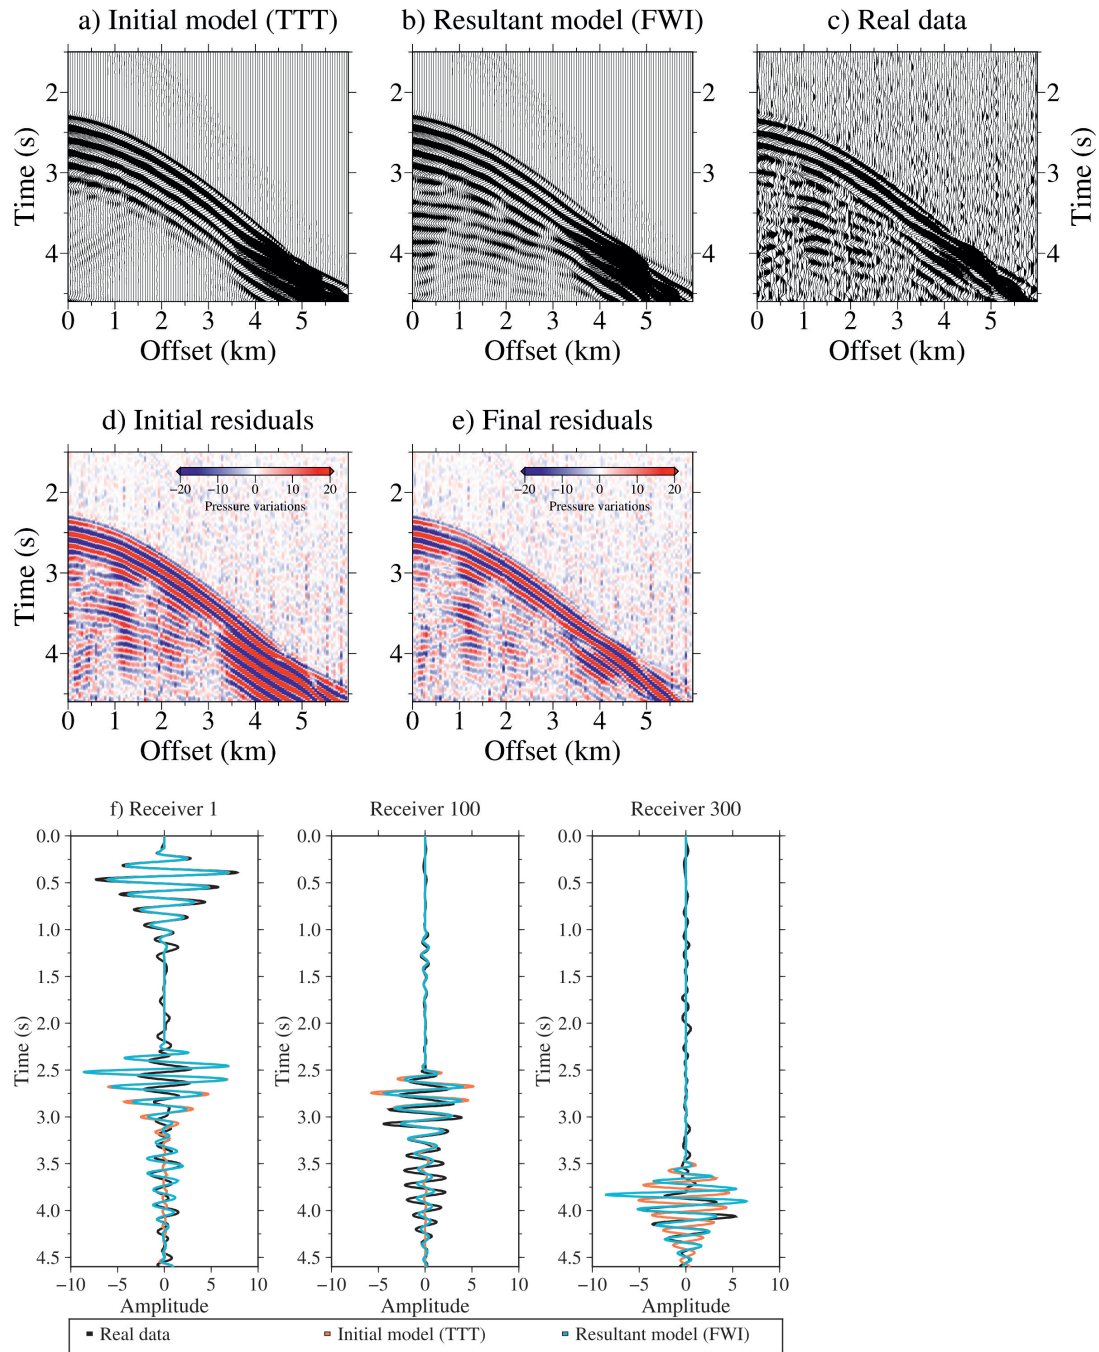 a) Initial model (TTT)
b) Resultant model (FWI)
c) Real data
2 3 4
2 3 4
2 3 4
Time (s)
Time (s)
0 1 2 3 4 5
0 1 2 3 4 5
0 1 2 3 4 5
Offset (km)
Offset (km)
Offset (km)
d) Initial residuals
e) Final residuals
−20 −10 0 10 20
Pressure variations
−20 −10 0 10 20
Pressure variations
2 3 4
2 3 4
Time (s)
0 1 2 3 4 5
0 1 2 3 4 5
Offset (km)
Offset (km)
f) Receiver 1
Receiver 100
Receiver 300
0.0 0.5 1.0 1.5 2.0 2.5 3.0 3.5 4.0 4.5
0.0 0.5 1.0 1.5 2.0 2.5 3.0 3.5 4.0 4.5
0.0 0.5 1.0 1.5 2.0 2.5 3.0 3.5 4.0 4.5
Time (s)
Time (s)
Time (s)
−10 −5 0 5 10
−10 −5 0 5 10
−10 −5 0 5 10
Amplitude
Amplitude
Amplitude
Real data
Initial model (TTT)
Resultant model (FWI)